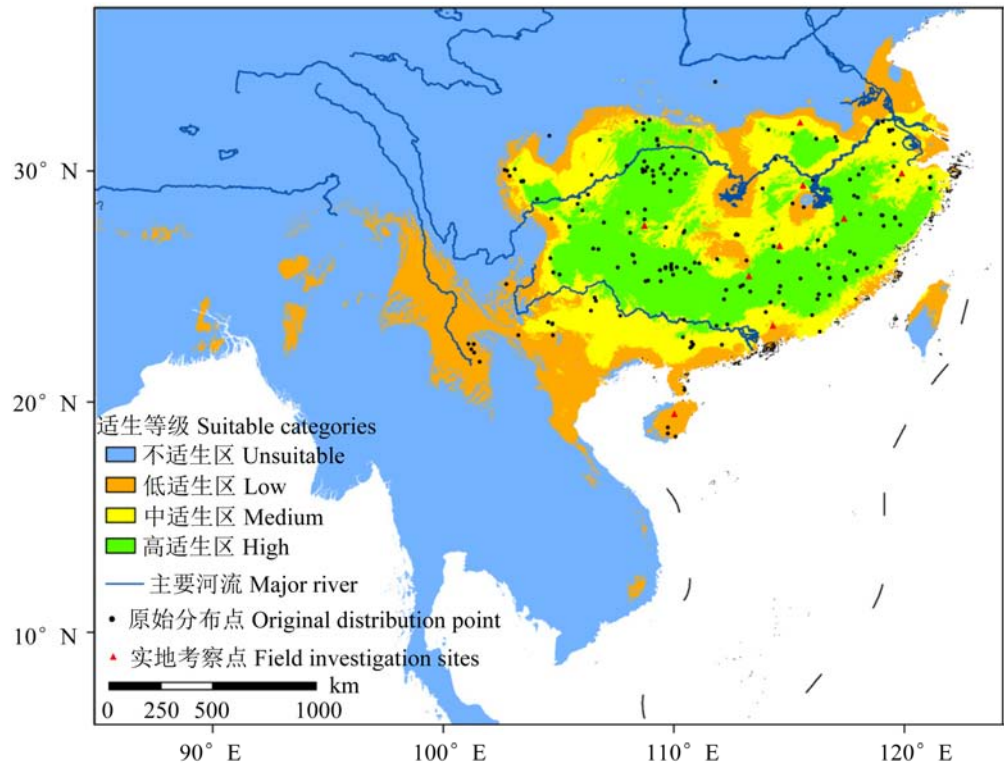 30° N
20° N
适生等级 Suitable categories
不适生区 Unsuitable
低适生区 Low
中适生区 Medium
高适生区 High
主要河流 Major river
原始分布点 Original distribution point
10° N
实地考察点 Field investigation sites
km
0 250 500 1000
90° E 100° E 110° E 120° E